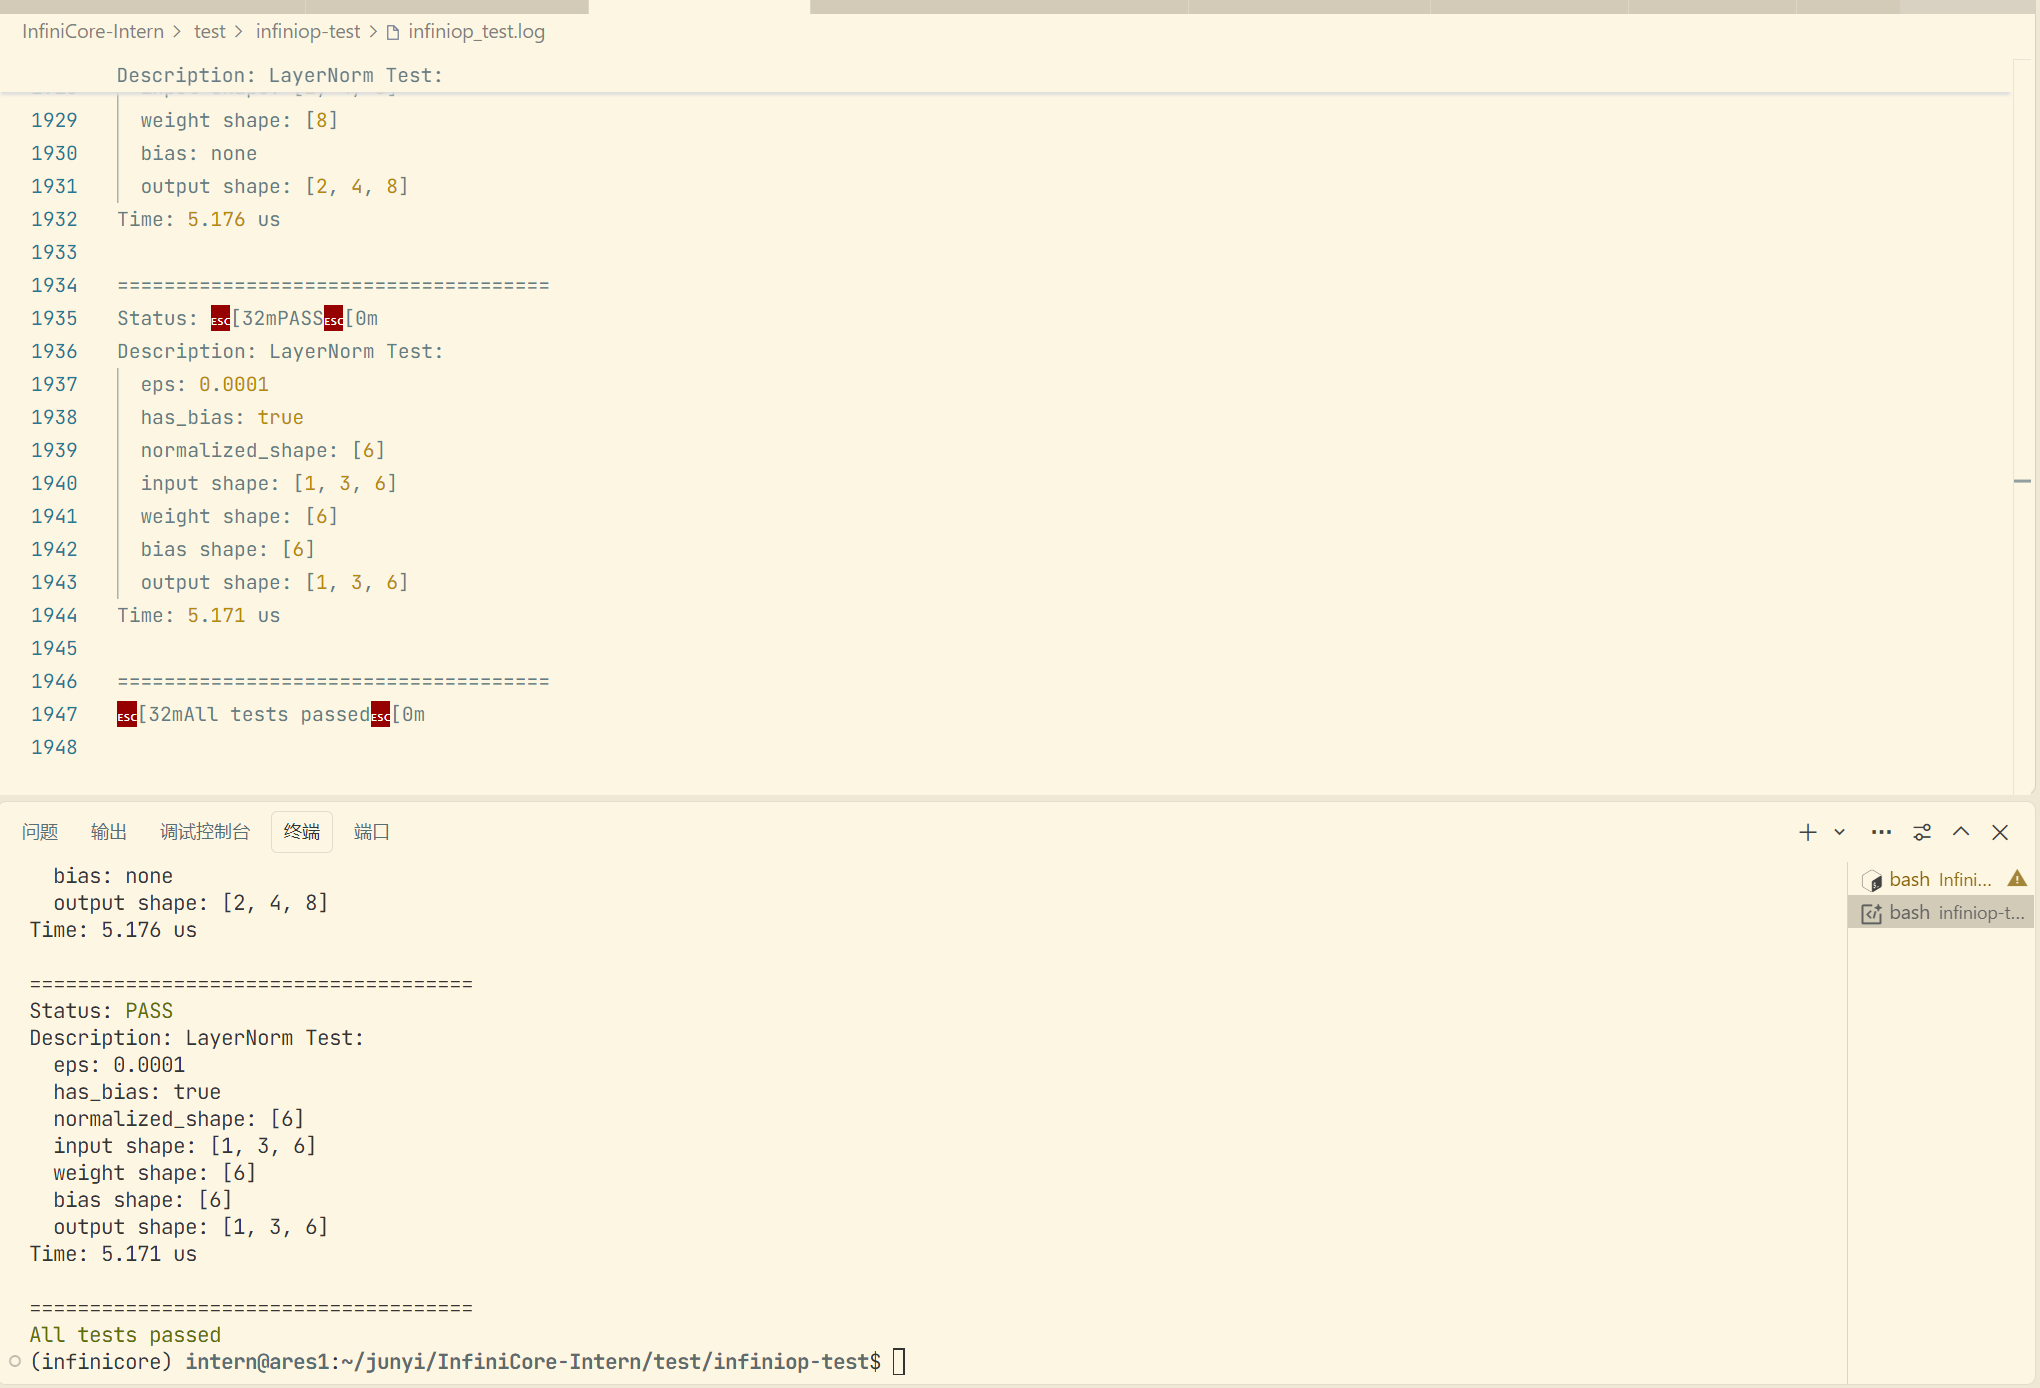 InfiniCore-Intern > test > infiniop-test > infiniop_test.log
Description: LayerNorm Test:
1929 weight shape: [8]
1930 bias: none
1931 output shape: [2, 4, 8]
1932 Time: 5.176 us
1933
1934 =====================================
1935 Status: ESC[32mPASSESC[0m
1936 Description: LayerNorm Test:
1937 eps: 0.0001
1938 has_bias: true
1939 normalized_shape: [6]
1940 input shape: [1, 3, 6]
1941 weight shape: [6]
1942 bias shape: [6]
1943 output shape: [1, 3, 6]
1944 Time: 5.171 us
1945
1946 =====================================
1947 ESC[32mAll tests passedESC[0m
1948
问题 输出 调试控制台 终端 端口
bias: none
output shape: [2, 4, 8]
Time: 5.176 us
=====================================
Status: PASS
Description: LayerNorm Test:
eps: 0.0001
has_bias: true
normalized_shape: [6]
input shape: [1, 3, 6]
weight shape: [6]
bias shape: [6]
output shape: [1, 3, 6]
Time: 5.171 us
=====================================
All tests passed
(infinicore) intern@ares1:~/junyi/InfiniCore-Intern/test/infiniop-test$
bash Infini...
bash infiniop-t...